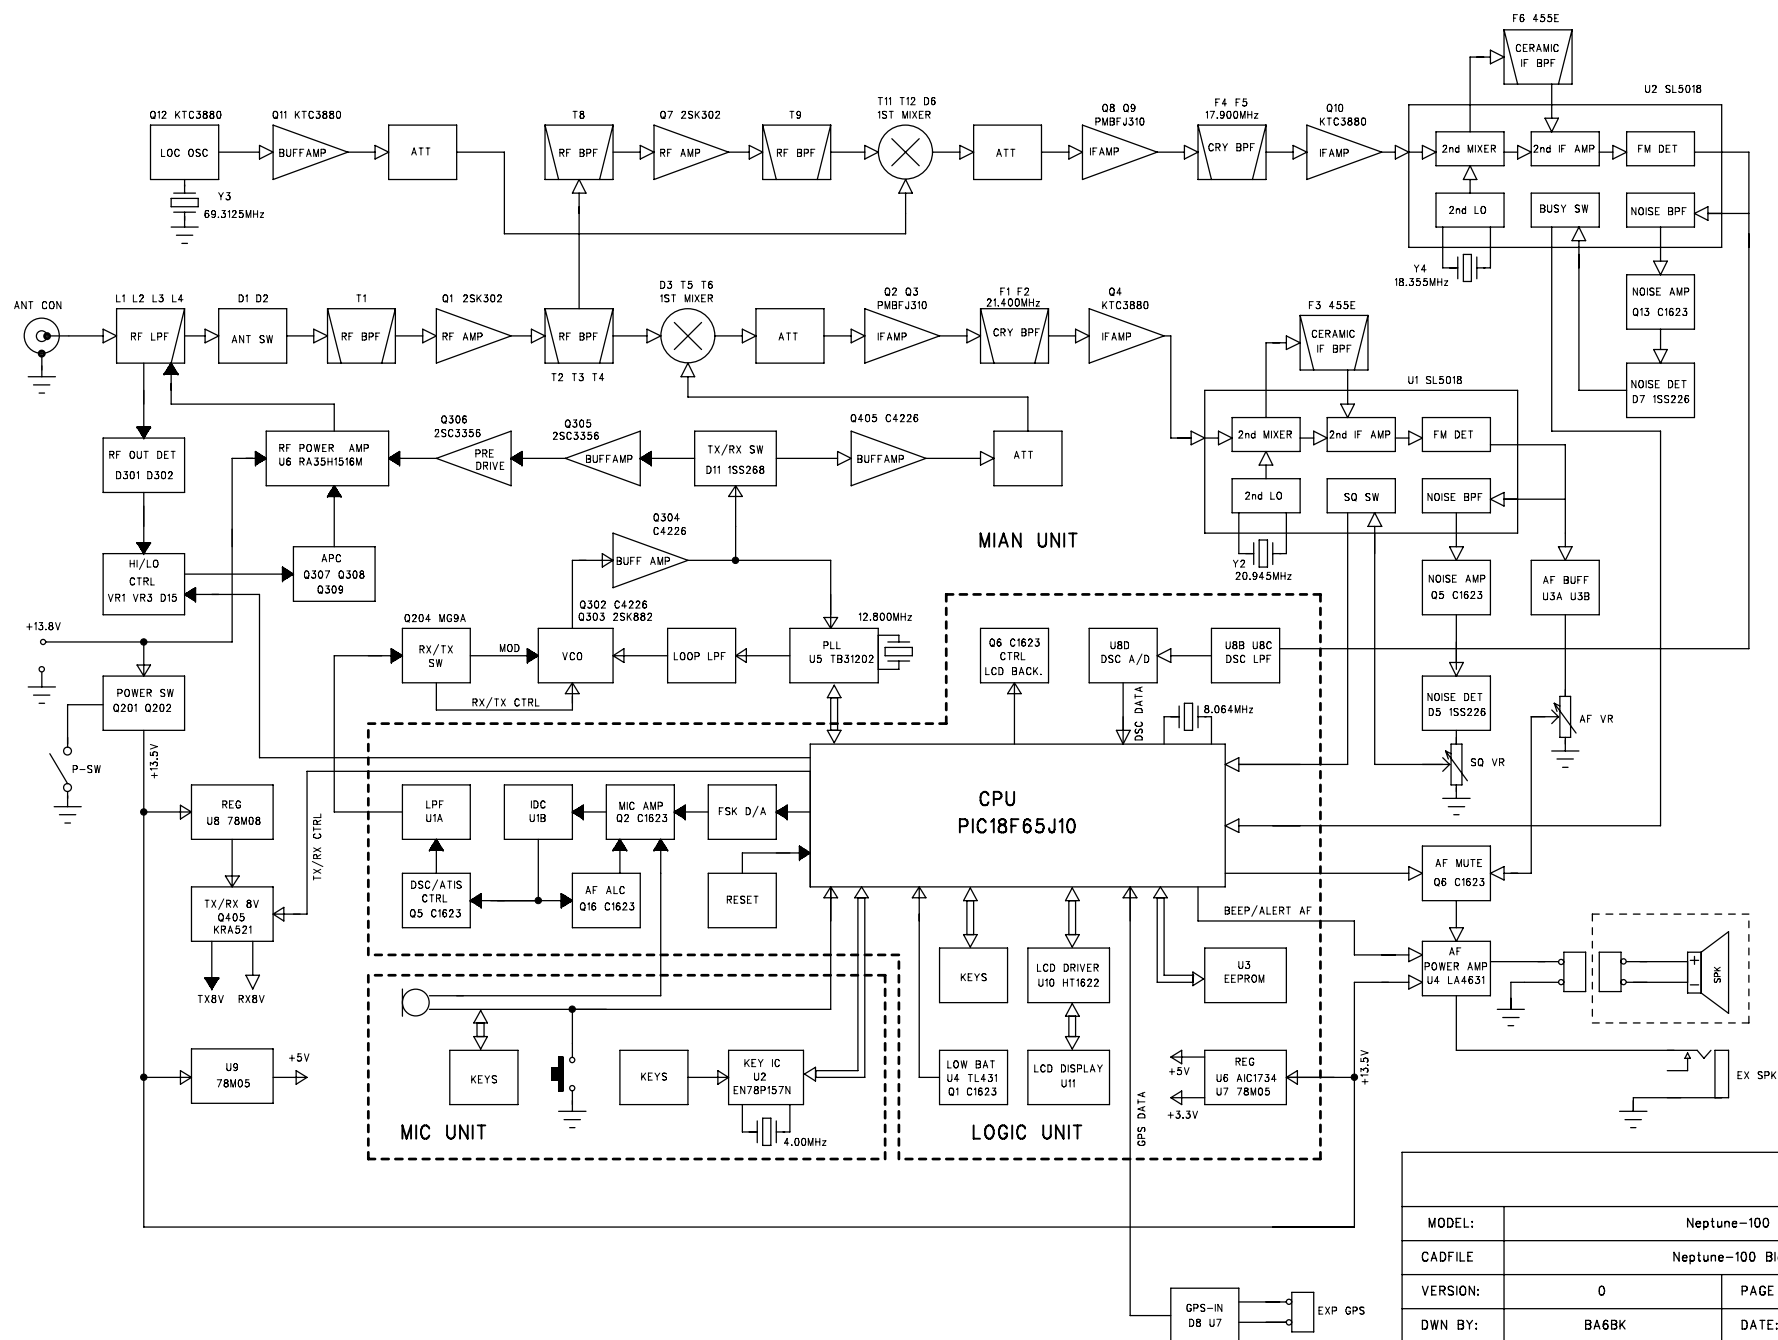 F6 455E
CERAMIC
IF BPF
U2 SL5018
Q12 KTC3880
LOC OSC
Y3
69.3125MHz
Q11 KTC3880
BUFFAMP
ATT
T8
RF BPF
Q7 2SK302
RF AMP
T9
RF BPF
T11 T12 D6
1ST MIXER
ATT
Q8 Q9
PMBFJ310
IFAMP
F4 F5
17.900MHz
CRY BPF
Q10
KTC3880
IFAMP
2nd MIXER
2nd IF AMP
FM DET
2nd LO
BUSY SW
NOISE BPF
Y4
18.355MHz
NOISE AMP
Q13 C1623
NOISE DET
D7 1SS226
ANT CON
L1 L2 L3 L4
RF LPF
D1 D2
ANT SW
T1
RF BPF
Q1 2SK302
RF AMP
RF BPF
T2 T3 T4
D3 T5 T6
1ST MIXER
ATT
Q2 Q3
PMBFJ310
IFAMP
F1 F2
21.400MHz
CRY BPF
Q4
KTC3880
IFAMP
F3 455E
CERAMIC
IF BPF
U1 SL5018
2nd MIXER
2nd IF AMP
FM DET
2nd LO
SQ SW
NOISE BPF
Y2
20.945MHz
RF OUT DET
D301 D302
RF POWER AMP
U6 RA35H1516M
Q306
2SC3356
PRE
DRIVE
Q305
2SC3356
BUFFAMP
TX/RX SW
D11 1SS268
Q405 C4226
BUFFAMP
ATT
MIAN UNIT
Q304
C4226
BUFF AMP
HI/LO
CTRL
VR1 VR3 D15
APC
Q307 Q308
Q309
NOISE AMP
Q5 C1623
AF BUFF
U3A U3B
+13.8V
Q204 MG9A
RX/TX
SW
MOD
RX/TX CTRL
Q302 C4226
Q303 2SK882
VCO
LOOP LPF
PLL
U5 TB31202
12.800MHz
Q6 C1623
CTRL
LCD BACK.
U8D
DSC A/D
U8B U8C
DSC LPF
DSC DATA
8.064MHz
NOISE DET
D5 1SS226
AF VR
SQ VR
POWER SW
Q201 Q202
P-SW
+13.5V
REG
U8 78M08
TX/RX CTRL
TX/RX 8V
Q405
KRA521
TX8V
RX8V
U9
78M05
+5V
LPF
U1A
IDC
U1B
MIC AMP
Q2 C1623
FSK D/A
DSC/ATIS
CTRL
Q5 C1623
AF ALC
Q16 C1623
RESET
CPU
PIC18F65J10
AF MUTE
Q6 C1623
BEEP/ALERT AF
AF
POWER AMP
U4 LA4631
SPK
KEYS
LCD DRIVER
U10 HT1622
U3
EEPROM
KEYS
KEYS
KEY IC
U2
EN78P157N
4.00MHz
MIC UNIT
LOW BAT
U4 TL431
Q1 C1623
LCD DISPLAY
U11
GPS DATA
+5V
+3.3V
REG
U6 AIC1734
U7 78M05
+13.5V
EX SPK
LOGIC UNIT
GPS-IN
D8 U7
EXP GPS
MODEL:
Neptune-100
CADFILE
Neptune-100
VERSION:
0
PAGE
DWN BY:
BA6BK
DATE: